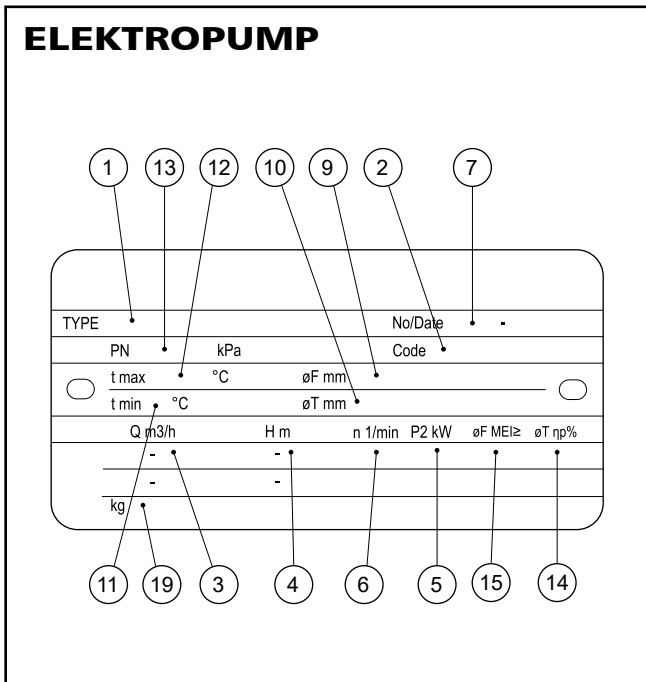 ELEKTROPUMP
1 13 12 10 9 2 7
TYPE No/Date -
PN kPa Code
t max °C øF mm
t min °C øT mm
Q m3/h H m n 1/min P2 kW øF MEI≥ øT ηp%
- -
- -
kg
11 19 3 4 6 5 15 14